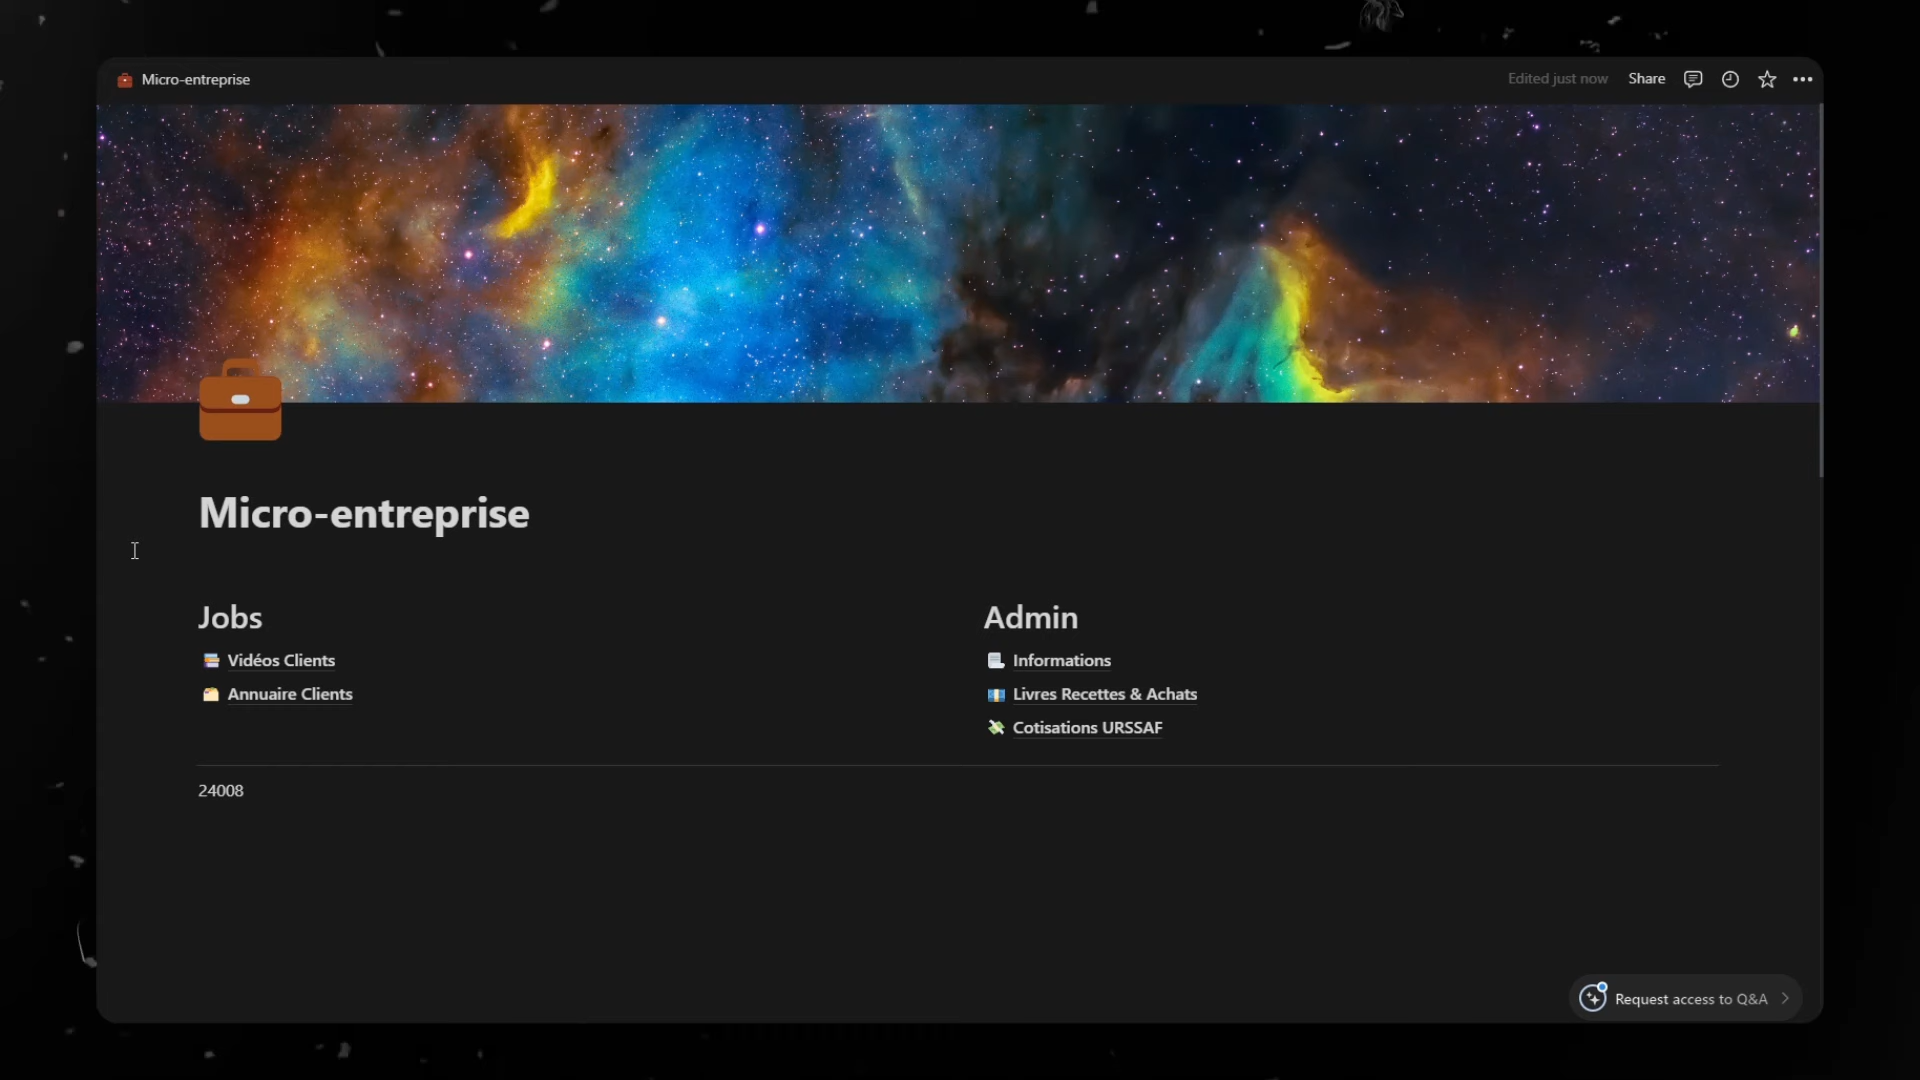 Micro-entreprise
Edited just now Share
Micro-entreprise
Jobs
Vidéos Clients
Annuaire Clients
Admin
Informations
Livres Recettes & Achats
Cotisations URSSAF
24008
Request access to Q&A